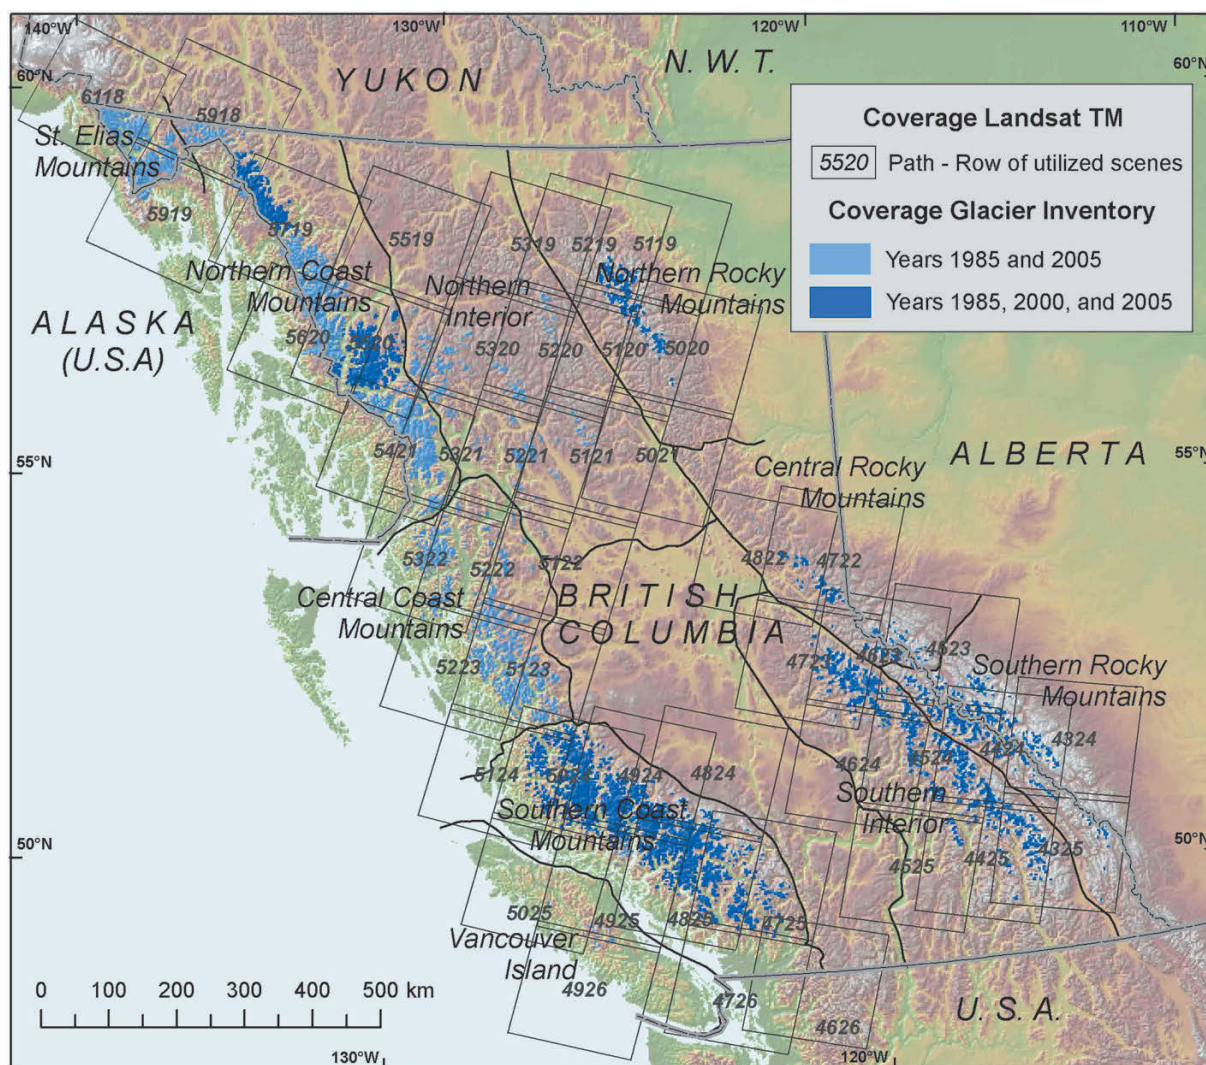 140°W
130°W
120°W
110°W
60°N
60°N
YUKON
N. W. T.
6118
5918
St. Elias
Mountains
5919
5719
5519
5319
5219
5119
Coverage Landsat TM
5520 Path - Row of utilized scenes
Coverage Glacier Inventory
Years 1985 and 2005
Years 1985, 2000, and 2005
Northern Coast
Mountains
Northern
Interior
Northern Rocky
Mountains
ALASKA
(U.S.A)
5620
5520
5320
5220
5120
5020
55°N
55°N
5421
5321
5221
5121
5021
ALBERTA
Central Rocky
Mountains
5322
5222
5122
4822
4722
BRITISH
COLUMBIA
Central Coast
Mountains
5223
5123
4723
4623
4523
Southern Rocky
Mountains
5124
5024
4924
4824
4624
4524
4424
4324
Southern Coast
Mountains
Southern
Interior
50°N
50°N
4525
4425
4325
5025
4925
4825
4725
Vancouver
Island
4926
4726
4626
U. S. A.
0 100 200 300 400 500 km
130°W
120°W